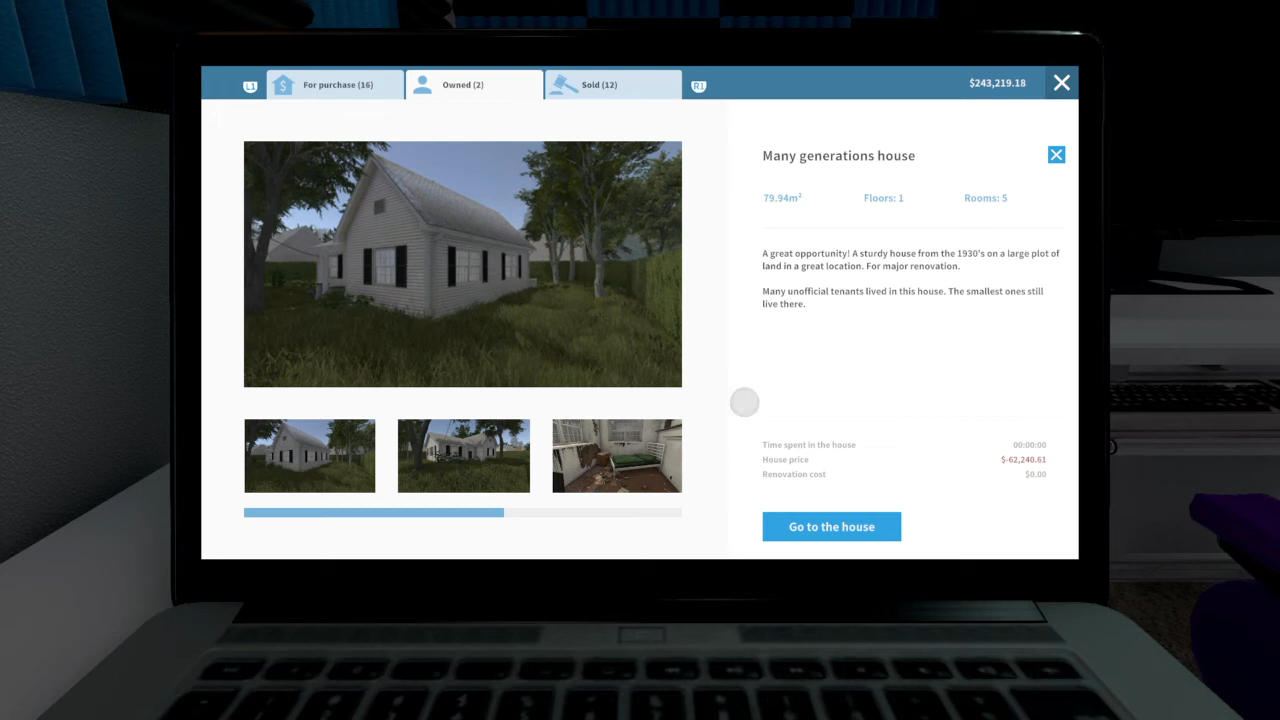 L1
For purchase (16)
Owned (2)
Sold (12)
R1
$243,219.18
Many generations house
79.94m²
Floors: 1
Rooms: 5
A great opportunity! A sturdy house from the 1930's on a large plot of
land in a great location. For major renovation.
Many unofficial tenants lived in this house. The smallest ones still
live there.
Time spent in the house
00:00:00
House price
$-62,240.61
Renovation cost
$0.00
Go to the house